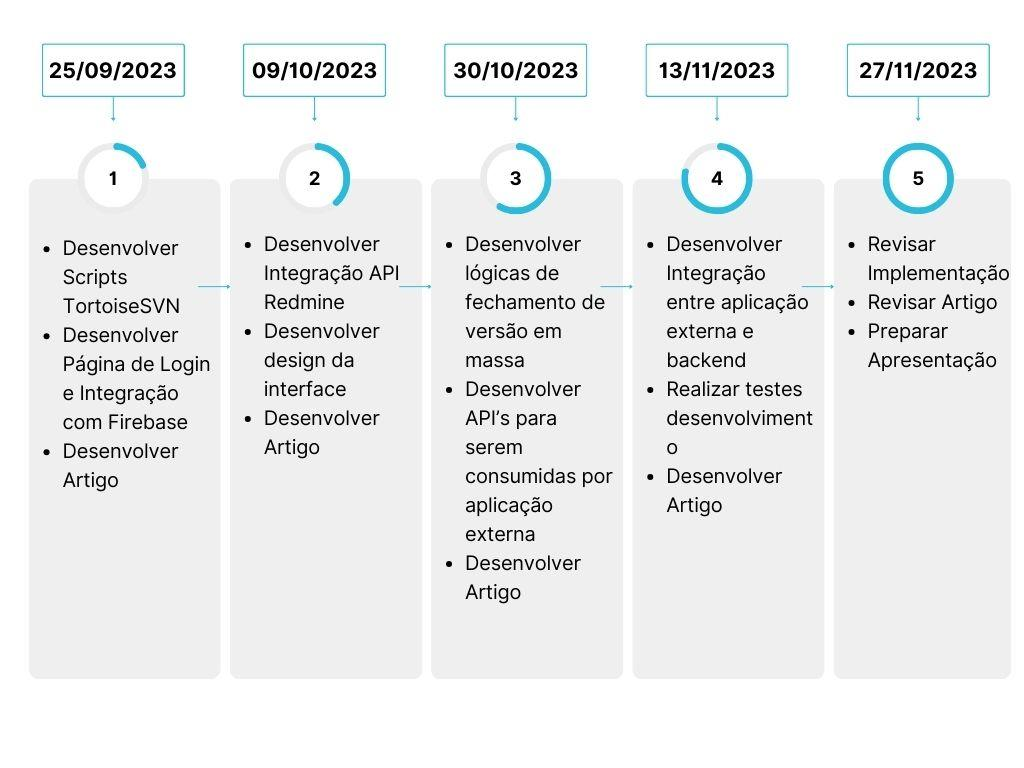 25/09/2023
09/10/2023
30/10/2023
13/11/2023
27/11/2023
1
• Desenvolver
Scripts
TortoiseSVN
• Desenvolver
Página de Login
e Integração
com Firebase
• Desenvolver
Artigo
2
• Desenvolver
Integração API
Redmine
• Desenvolver
design da
interface
• Desenvolver
Artigo
3
• Desenvolver
lógicas de
fechamento de
versão em
massa
• Desenvolver
API’s para
serem
consumidas por
aplicação
externa
• Desenvolver
Artigo
4
• Desenvolver
Integração
entre aplicação
externa e
backend
• Realizar testes
desenvolviment
o
• Desenvolver
Artigo
5
• Revisar
Implementação
• Revisar Artigo
• Preparar
Apresentação